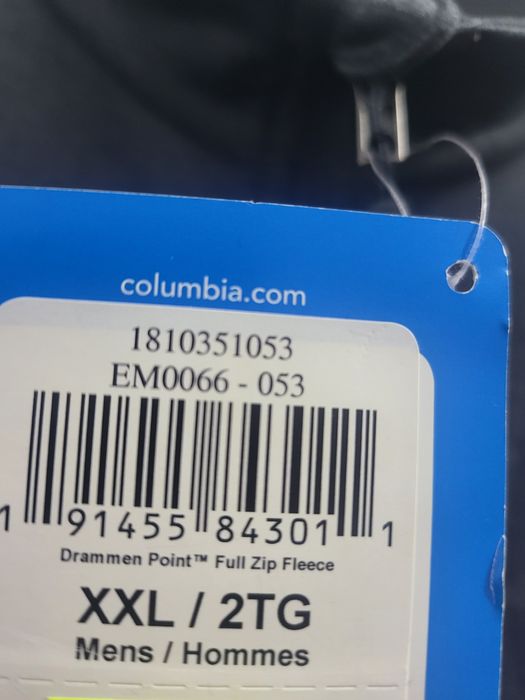 columbia.com
1810351053
EM0066 - 053
1 91455 84301 1
Drammen Point™ Full Zip Fleece
XXL / 2TG
Mens / Hommes